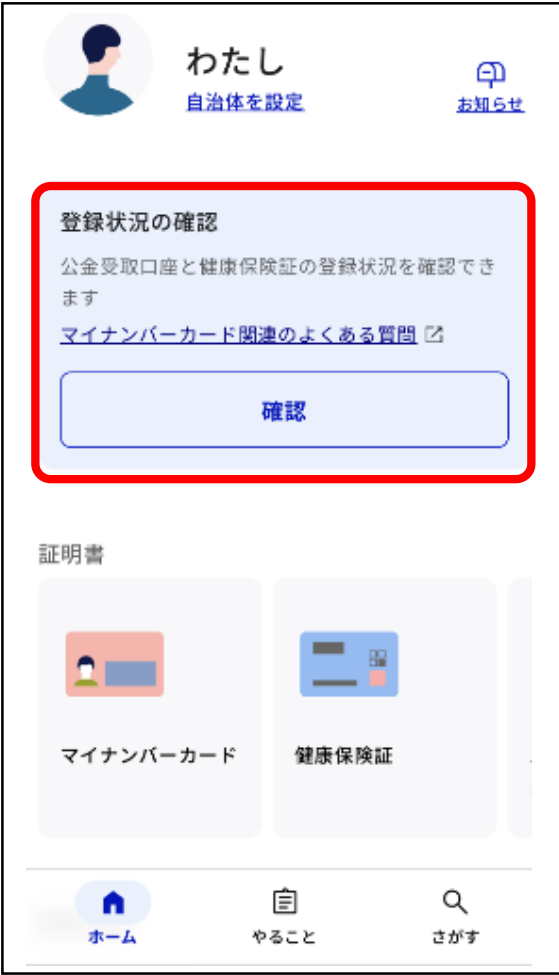 わたし
自治体を設定
お知らせ
登録状況の確認
公金受取口座と健康保険証の登録状況を確認でき
ます
マイナンバーカード関連のよくある質問
確認
証明書
マイナンバーカード
健康保険証
ホーム
やること
さがす